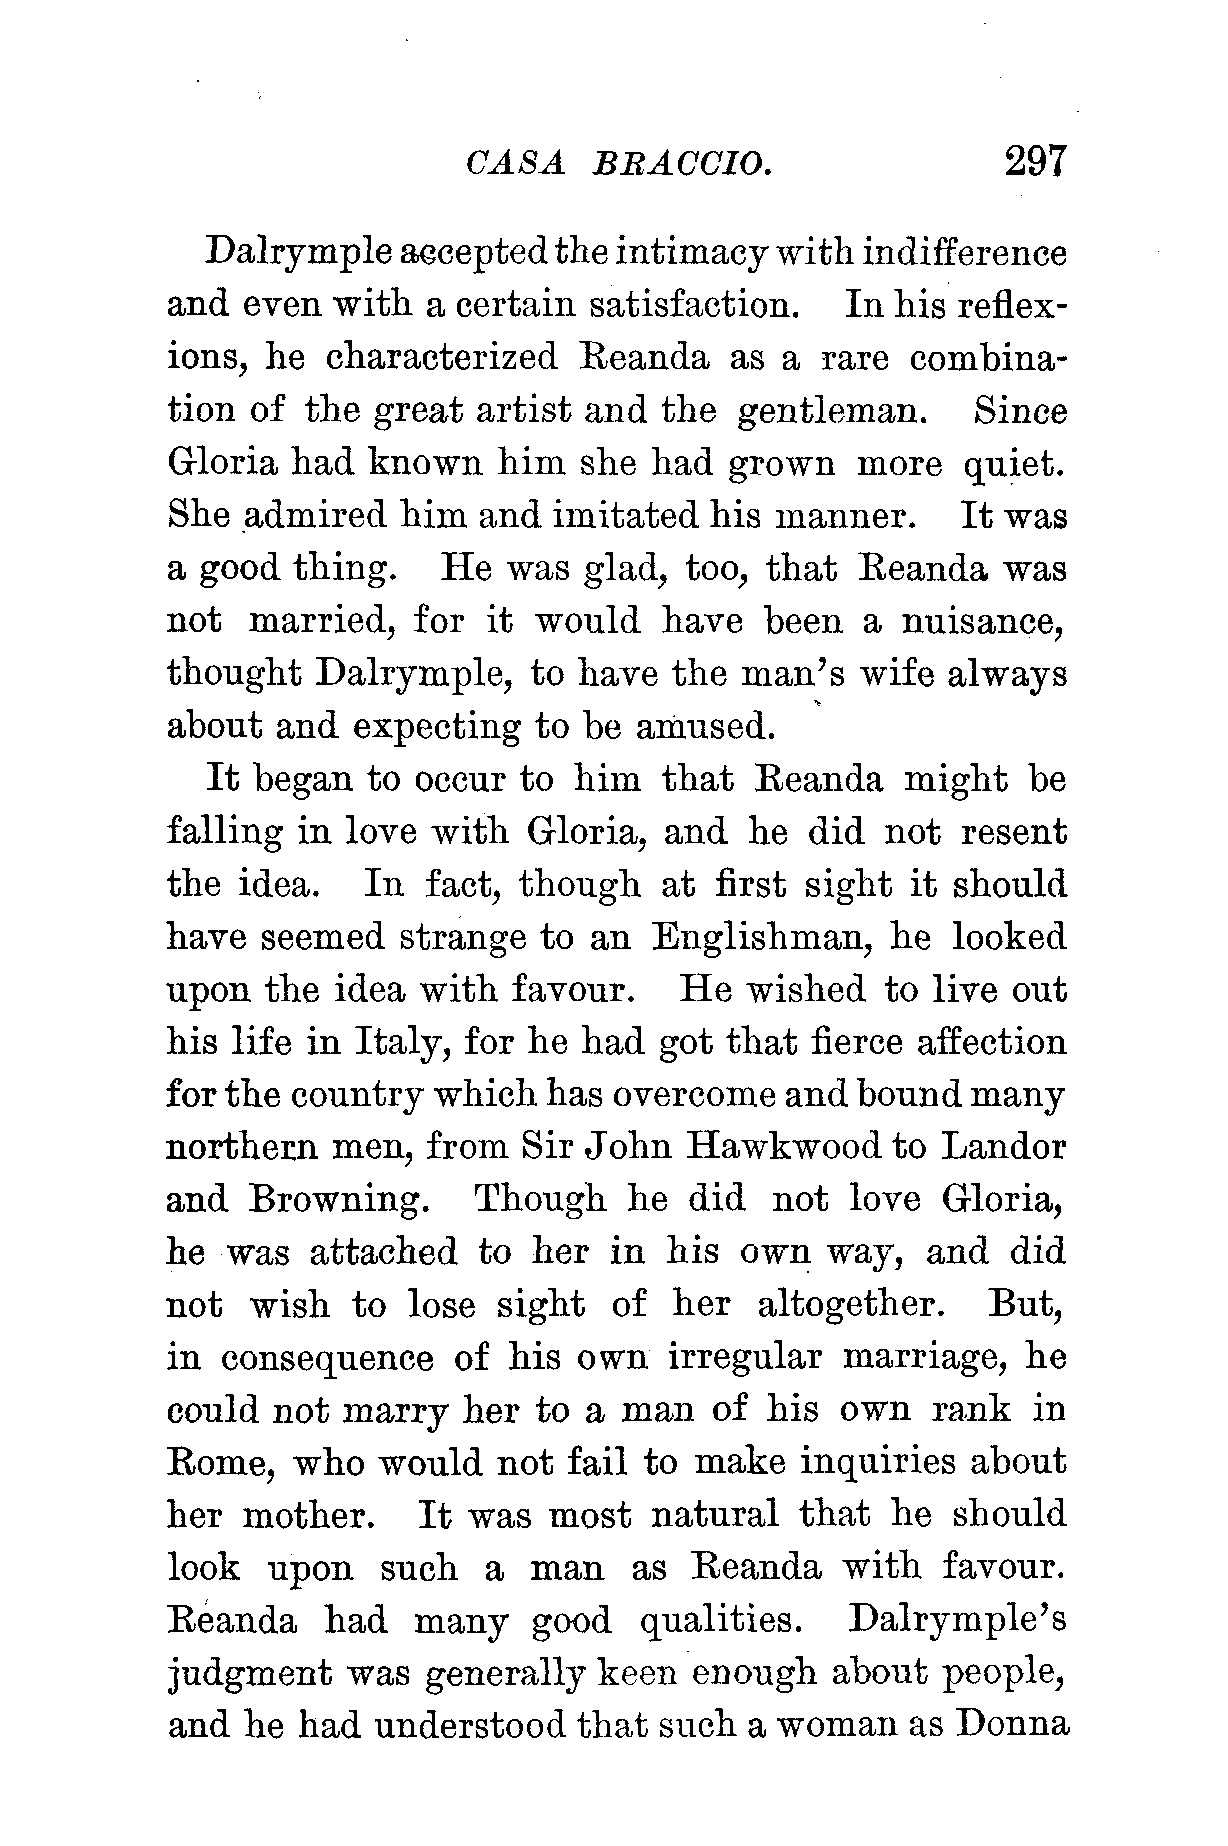 CASA BRACCIO. 297
Dalrymple accepted the intimacy with indifference
and even with a certain satisfaction. In his reflex-
ions, he characterized Reanda as a rare combina-
tion of the great artist and the gentleman. Since
Gloria had known him she had grown more quiet.
She admired him and imitated his manner. It was
a good thing. He was glad, too, that Reanda was
not married, for it would have been a nuisance,
thought Dalrymple, to have the man's wife always
about and expecting to be amused.
It began to occur to him that Reanda might be
falling in love with Gloria, and he did not resent
the idea. In fact, though at first sight it should
have seemed strange to an Englishman, he looked
upon the idea with favour. He wished to live out
his life in Italy, for he had got that fierce affection
for the country which has overcome and bound many
northern men, from Sir John Hawkwood to Landor
and Browning. Though he did not love Gloria,
he was attached to her in his own way, and did
not wish to lose sight of her altogether. But,
in consequence of his own irregular marriage, he
could not marry her to a man of his own rank in
Rome, who would not fail to make inquiries about
her mother. It was most natural that he should
look upon such a man as Reanda with favour.
Reanda had many good qualities. Dalrymple's
judgment was generally keen enough about people,
and he had understood that such a woman as Donna